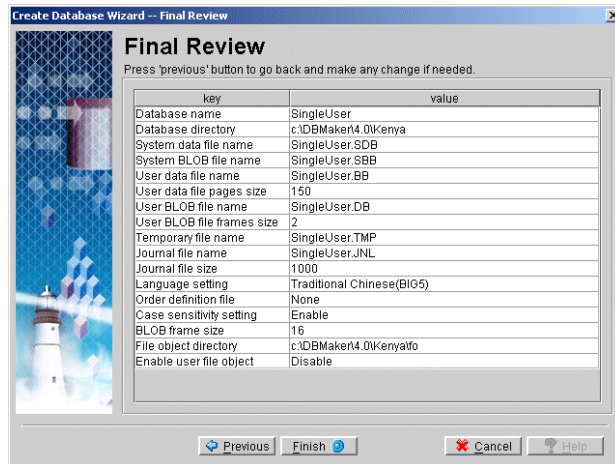 Create Database Wizard -- Final Review
Final Review
Press 'previous' button to go back and make any change if needed.
key value
Database name SingleUser
Database directory c:\DBMaker\4.0\Kenya
System data file name SingleUser.SDB
System BLOB file name SingleUser.SBB
User data file name SingleUser.BB
User data file pages size 150
User BLOB file name SingleUser.DB
User BLOB file frames size 2
Temporary file name SingleUser.TMP
Journal file name SingleUser.JNL
Journal file size 1000
Language setting Traditional Chinese(BIG5)
Order definition file None
Case sensitivity setting Enable
BLOB frame size 16
File object directory c:\DBMaker\4.0\Kenya\fo
Enable user file object Disable
Previous Finish Cancel Help